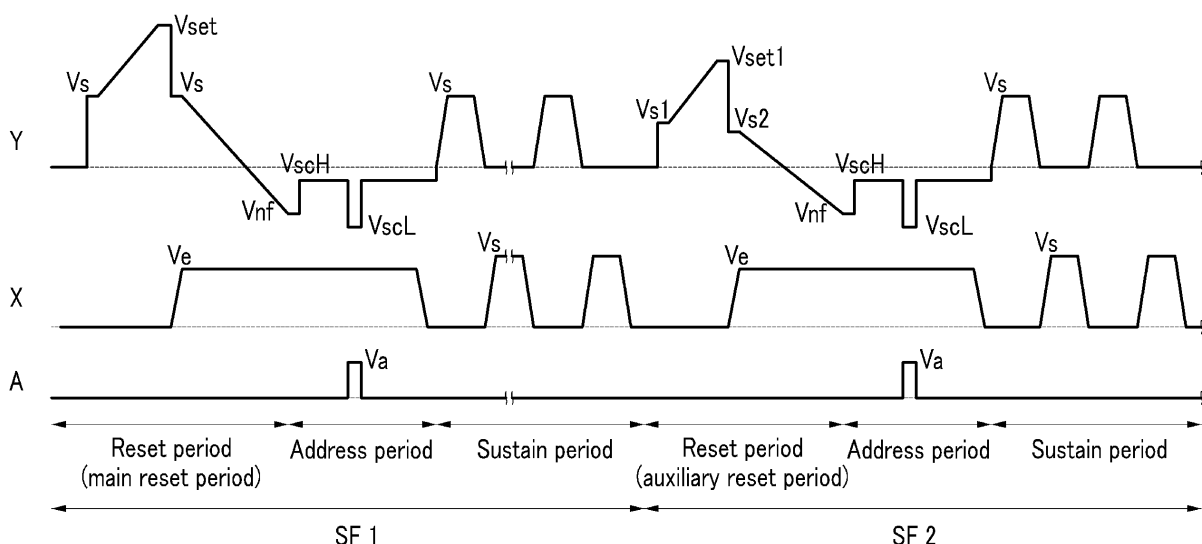 Vset
Vs
Vs
Vs
Vset1
Vs1
Vs2
Vs
Y
VscH
VscH
Vnf
VscL
Vnf
VscL
Ve
Vs
Ve
Vs
X
Va
Va
A
Reset period
(main reset period)
Address period
Sustain period
Reset period
(auxiliary reset period)
Address period
Sustain period
SF 1
SF 2